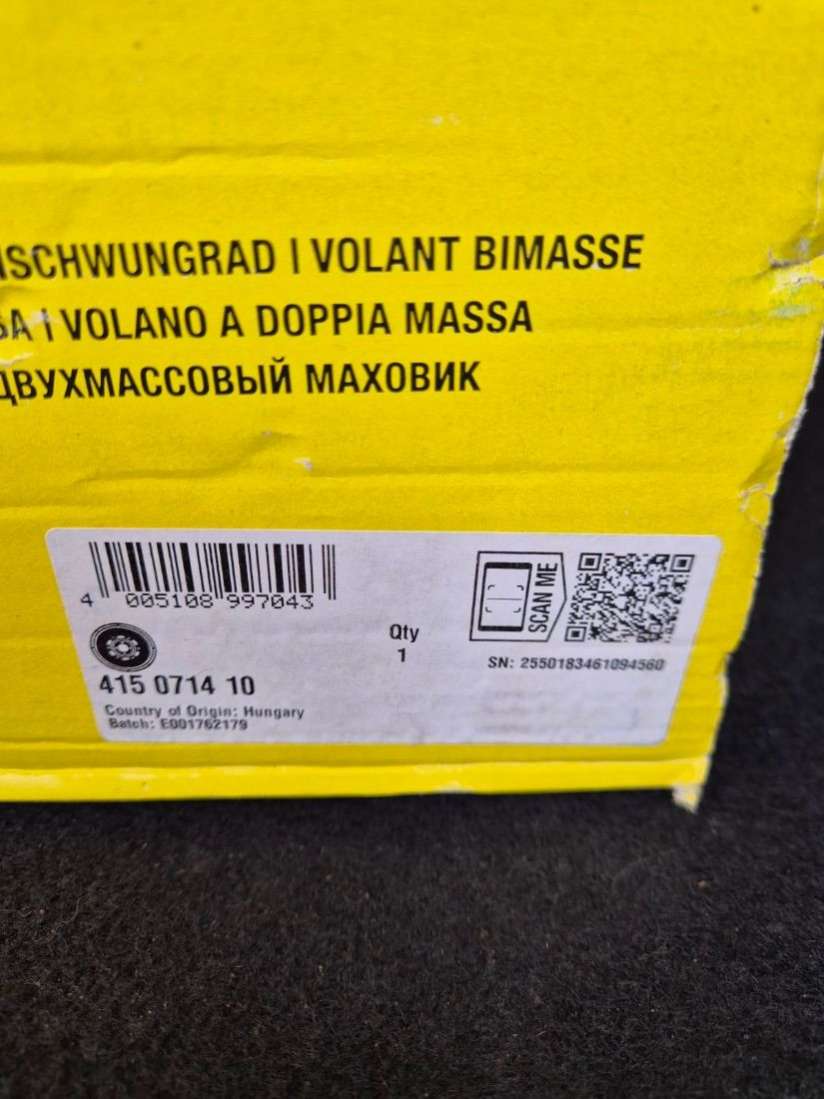 SCHWUNGRAD | VOLANT BIMASSE
SA | VOLANO A DOPPIA MASSA
ДВУХМАССОВЫЙ МАХОВИК
4 005108 997043
SCAN ME
Qty
1
SN: 2550183461094560
415 0714 10
Country of Origin: Hungary
Batch: E001762179